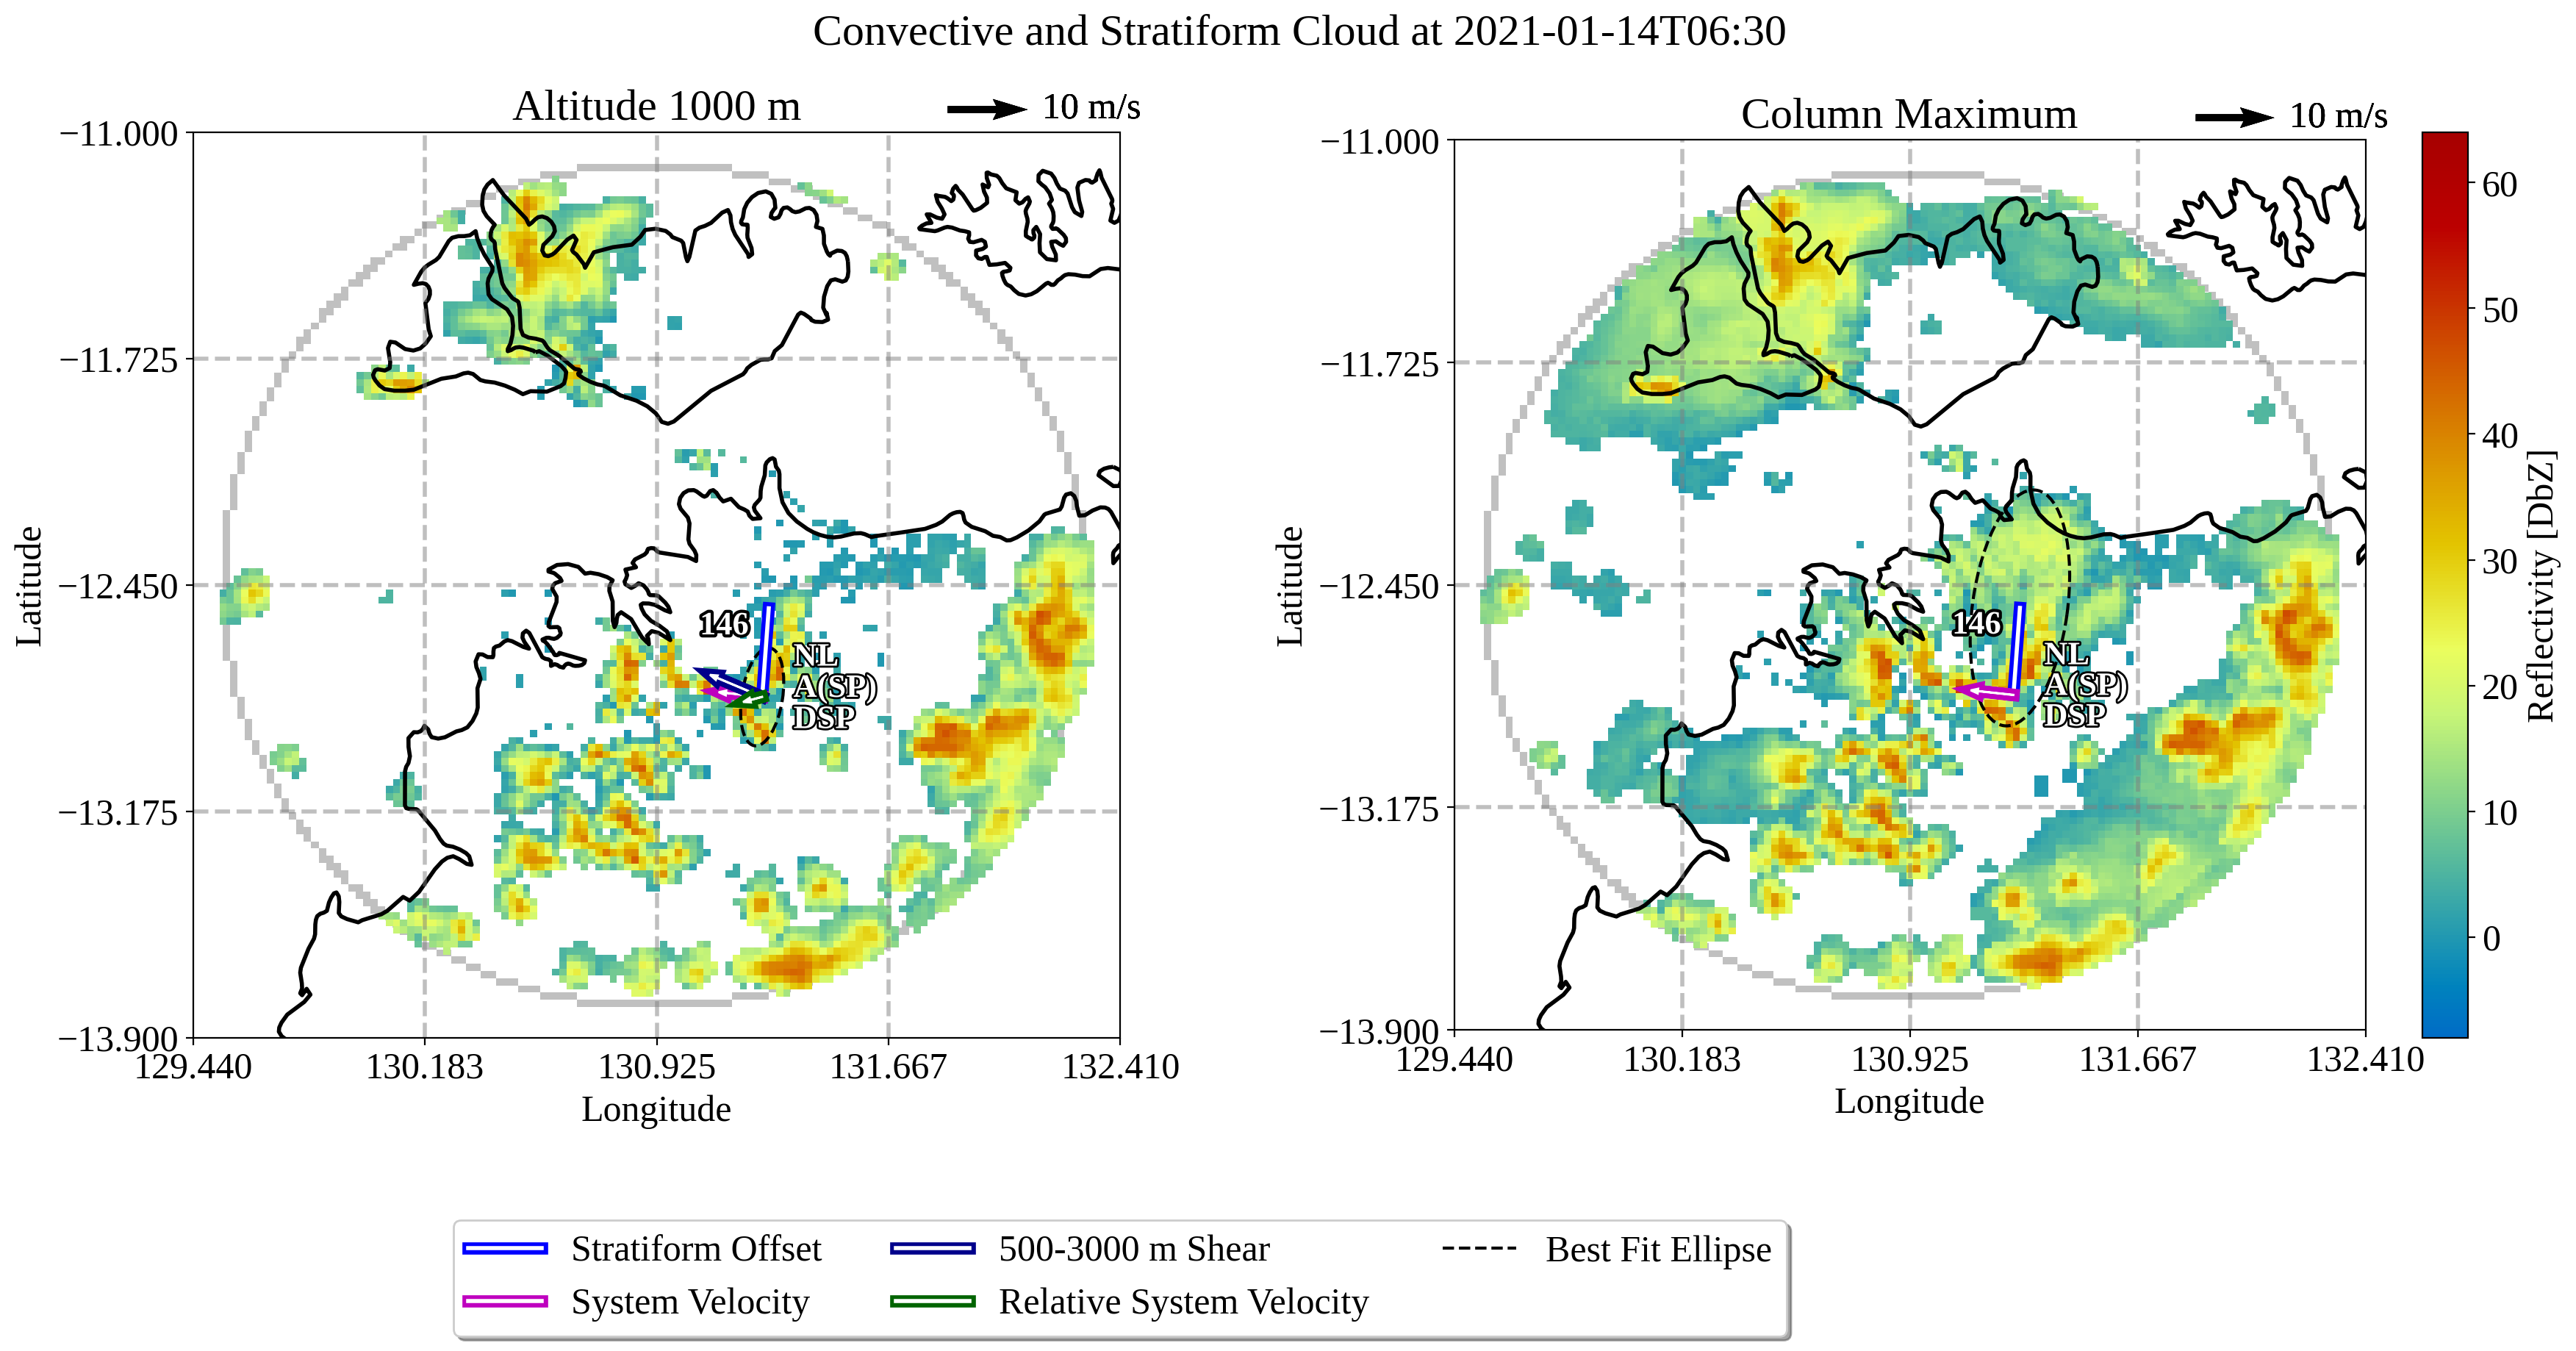 Convective and Stratiform Cloud at 2021-01-14T06:30
Altitude 1000 m
10 m/s
−11.000
−11.725
−12.450
−13.175
−13.900
Latitude
129.440
130.183
130.925
131.667
132.410
Longitude
146
NL
A(SP)
DSP
Column Maximum
10 m/s
−11.000
−11.725
−12.450
−13.175
−13.900
Latitude
129.440
130.183
130.925
131.667
132.410
Longitude
146
NL
A(SP)
DSP
60
50
40
30
20
10
0
Reflectivity [DbZ]
Stratiform Offset
System Velocity
500-3000 m Shear
Relative System Velocity
Best Fit Ellipse